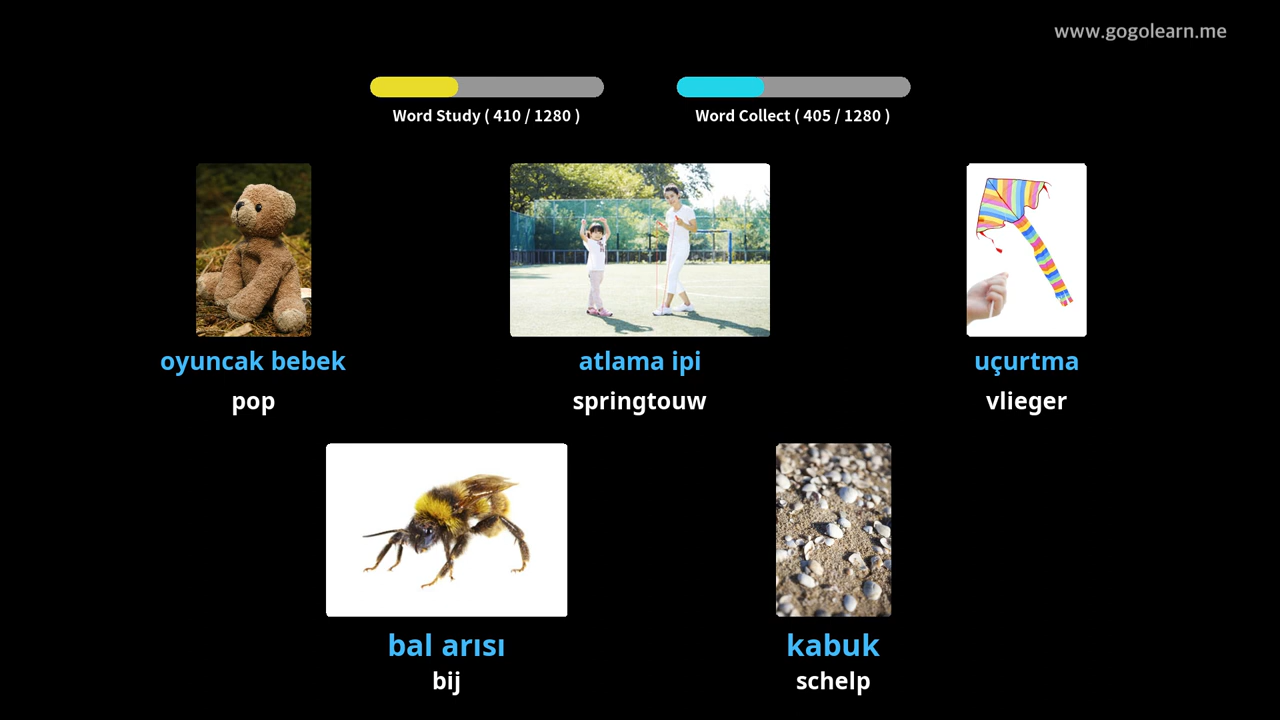 www.gogolearn.me
Word Study ( 410 / 1280 )
Word Collect ( 405 / 1280 )
oyuncak bebek
pop
atlama ipi
springtouw
uçurtma
vlieger
bal arısı
bij
kabuk
schelp